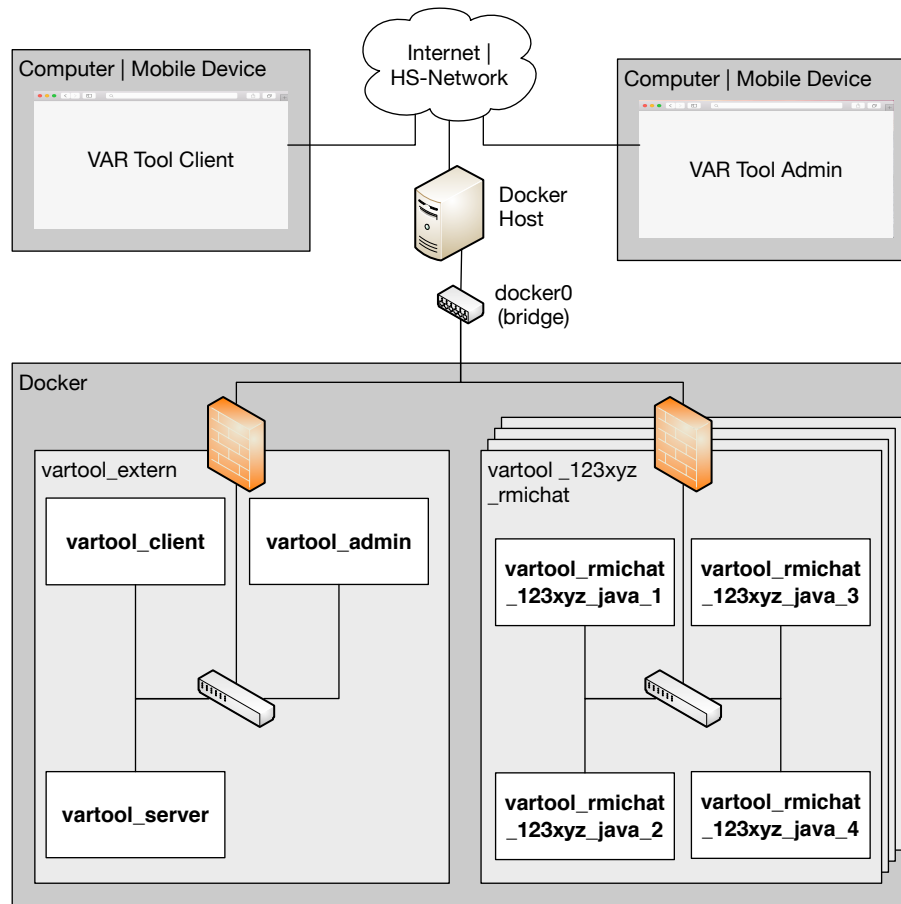 Internet |
HS-Network
Computer | Mobile Device
VAR Tool Client
Computer | Mobile Device
VAR Tool Admin
Docker
Host
docker0
(bridge)
Docker
vartool_extern
vartool_client
vartool_admin
vartool_server
vartool _123xyz
_rmichat
vartool_rmichat
_123xyz_java_1
vartool_rmichat
_123xyz_java_3
vartool_rmichat
_123xyz_java_2
vartool_rmichat
_123xyz_java_4